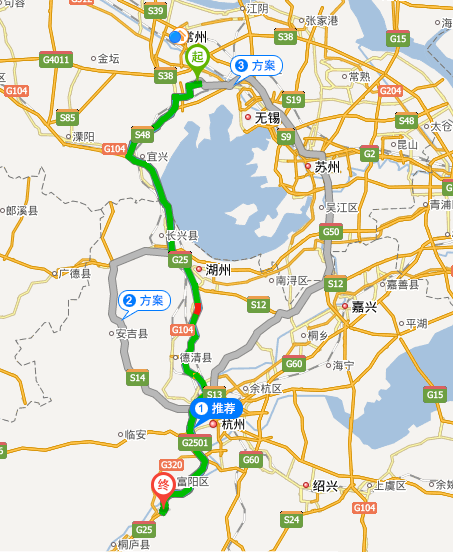 句容
S39
江阴
张家港
常州
S38
G15
金坛
G4011
起
3 方案
常熟
S38
G104
G204
S19
S85
无锡
太仓
溧阳
S48
S9
S48
G104
昆山
G2
宜兴
苏州
青浦
郎溪县
吴江区
长兴县
G50
G25
湖州
广德县
南浔区
S12
嘉善县
2 方案
S12
嘉兴
G104
安吉县
桐乡
平湖
德清县
G60
海宁
S14
S13
余杭区
G15
1 推荐
杭州
临安
G2501
G320
G60
终
富阳区
绍兴
上虞区
G104
S24
G25
桐庐县